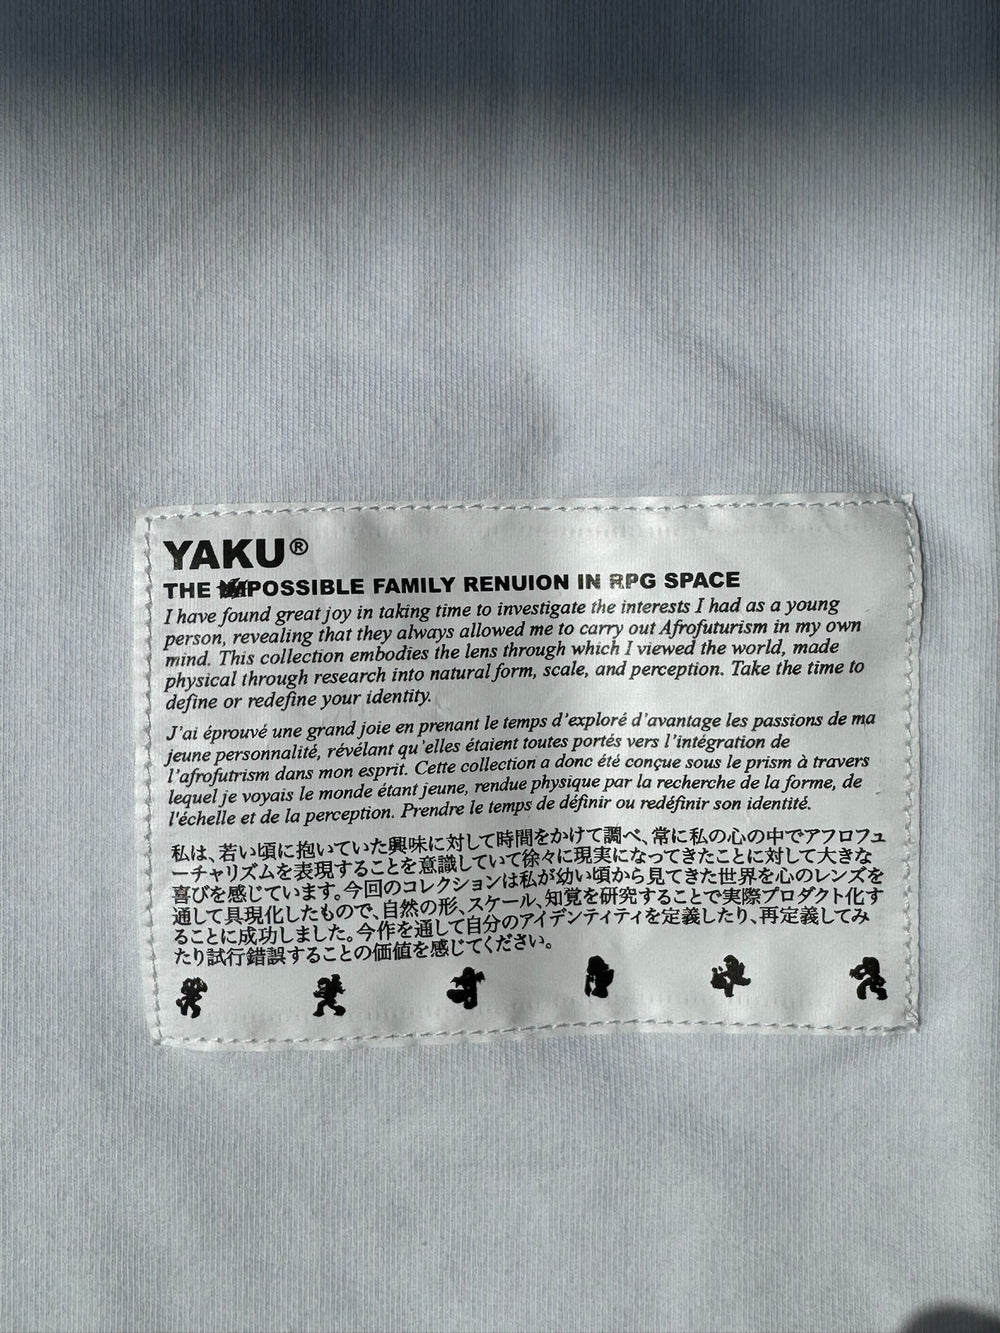 YAKU®
THE IMPOSSIBLE FAMILY RENUION IN RPG SPACE
I have found great joy in taking time to investigate the interests I had as a young
person, revealing that they always allowed me to carry out Afrofuturism in my own
mind. This collection embodies the lens through which I viewed the world, made
physical through research into natural form, scale, and perception. Take the time to
define or redefine your identity.
J'ai éprouvé une grand joie en prenant le temps d'exploré d'avantage les passions de ma
jeune personnalité, révélant qu'elles étaient toutes portés vers l'intégration de
l'afrofutrism dans mon esprit. Cette collection a donc été conçue sous le prism à travers
lequel je voyais le monde étant jeune, rendue physique par la recherche de la forme, de
l'échelle et de la perception. Prendre le temps de définir ou redéfinir son identité.
私は、若い頃に抱いていた興味に対して時間をかけて調べ、常に私の心の中でアフロフュ
ーチャリズムを表現することを意識していて徐々に現実になってきたことに対して大きな
喜びを感じています。今回のコレクションは私が幼い頃から見てきた世界を心のレンズを
通して具現化したもので、自然の形、スケール、知覚を研究することで実際プロダクト化す
ることに成功しました。今作を通して自分のアイデンティティを定義したり、再定義してみ
たり試行錯誤することの価値を感じてください。